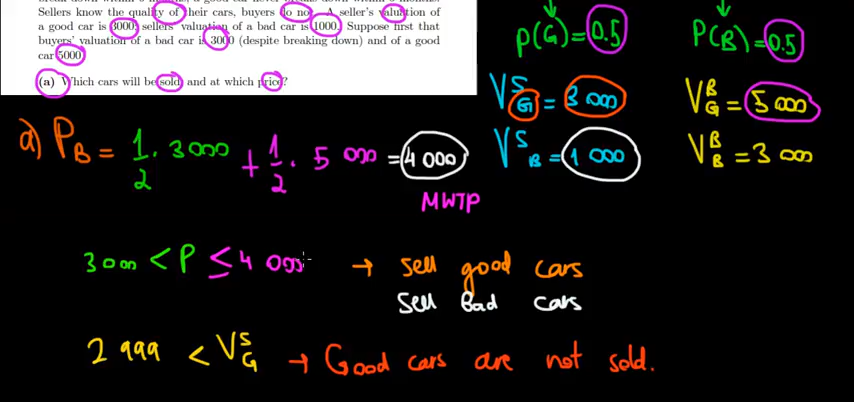 Sellers know the quality of their cars, buyers do no A seller's valuation of
a good car is 3000, sellers' valuation of a bad car is 1000. Suppose first that
buyers' valuation of a bad car is 3000 (despite breaking down) and of a good
car 5000
(a) Which cars will be sold and at which price?
P(G) = 0.5
P(B) = 0.5
V^S_G = 3 000
V^B_G = 5 000
V^S_B = 1 000
V^B_B = 3 000
a) P_B = 1/2 · 3000 + 1/2 · 5 000 = 4 000
MWTP
3 000 < P ≤ 4 000 → Sell good cars
Sell Bad cars
2 999 < V^S_G → Good cars are not sold.